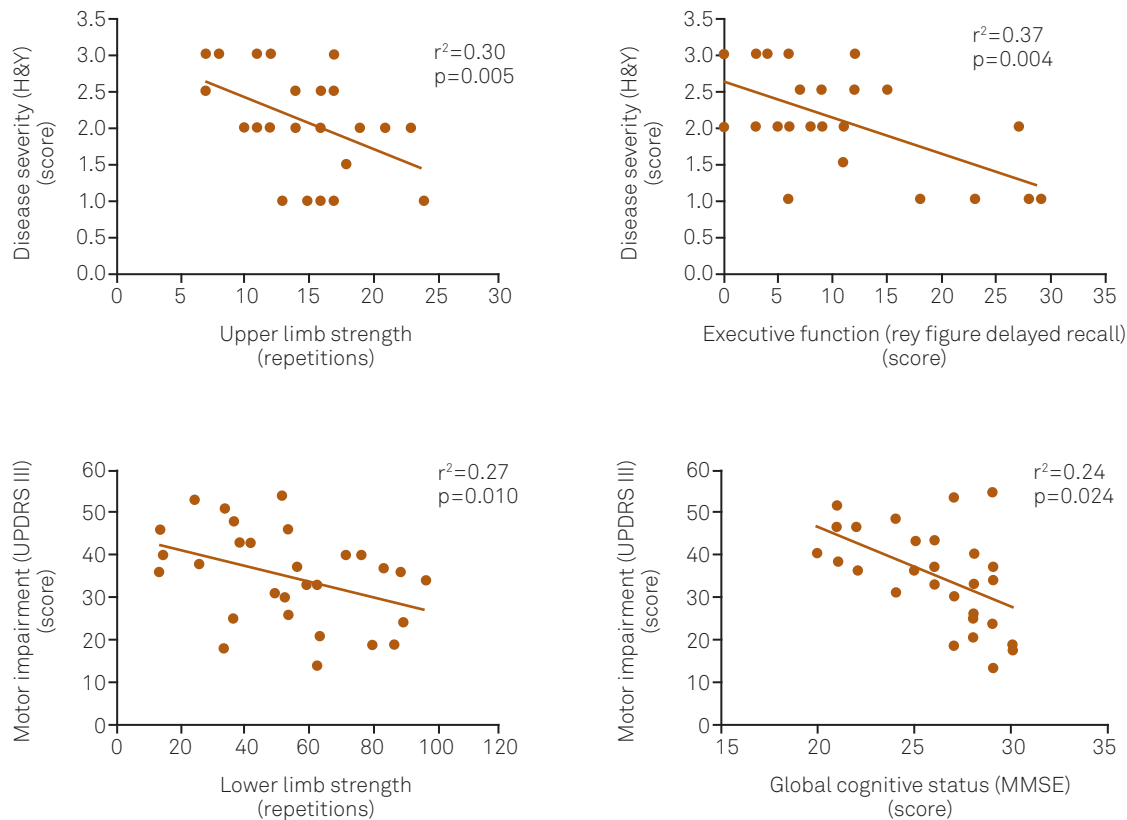 Disease severity (H&Y)
(score)
3.5
3.0
2.5
2.0
1.5
1.0
0.5
0.0
r²=0.30
p=0.005
0 5 10 15 20 25 30
Upper limb strength
(repetitions)
Disease severity (H&Y)
(score)
3.5
3.0
2.5
2.0
1.5
1.0
0.5
0.0
r²=0.37
p=0.004
0 5 10 15 20 25 30 35
Executive function (rey figure delayed recall)
(score)
Motor impairment (UPDRS III)
(score)
60
50
40
30
20
10
0
r²=0.27
p=0.010
0 20 40 60 80 100 120
Lower limb strength
(repetitions)
Motor impairment (UPDRS III)
(score)
60
50
40
30
20
10
0
r²=0.24
p=0.024
15 20 25 30 35
Global cognitive status (MMSE)
(score)